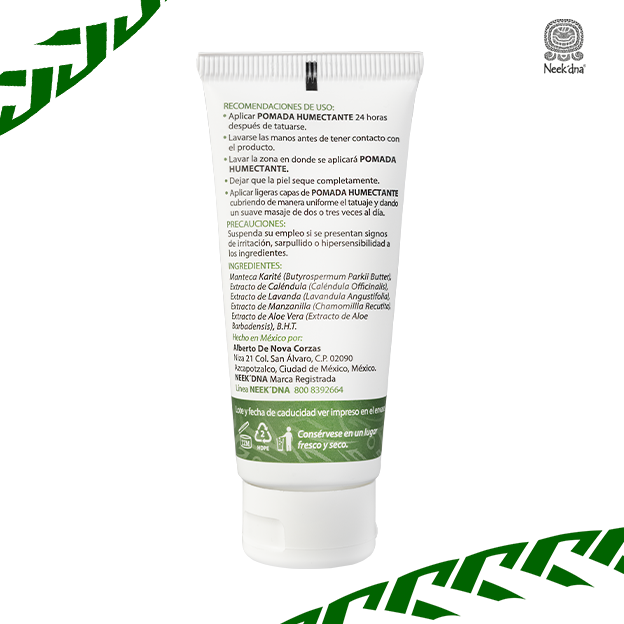 Neek'dna®
RECOMENDACIONES DE USO:
• Aplicar POMADA HUMECTANTE 24 horas
después de tatuarse.
• Lavarse las manos antes de tener contacto con
el producto.
• Lavar la zona en donde se aplicará POMADA
HUMECTANTE.
• Dejar que la piel seque completamente.
• Aplicar ligeras capas de POMADA HUMECTANTE
cubriendo de manera uniforme el tatuaje y dando
un suave masaje de dos o tres veces al día.
PRECAUCIONES:
Suspenda su empleo si se presentan signos
de irritación, sarpullido o hipersensibilidad a
los ingredientes.
INGREDIENTES:
Manteca Karité (Butyrospermum Parkii Butter),
Extracto de Caléndula (Caléndula Officinalis),
Extracto de Lavanda (Lavandula Angustifolia),
Extracto de Manzanilla (Chamomillla Recutita),
Extracto de Aloe Vera (Extracto de Aloe
Barbadensis), B.H.T.
Hecho en México por:
Alberto De Nova Corzas
Niza 21 Col. San Álvaro, C.P. 02090
Azcapotzalco, Ciudad de México, México.
NEEK´DNA Marca Registrada
Línea NEEK´DNA 800 8392664
Lote y fecha de caducidad ver impreso en el envase
12M
2
HDPE
Consérvese en un lugar
fresco y seco.